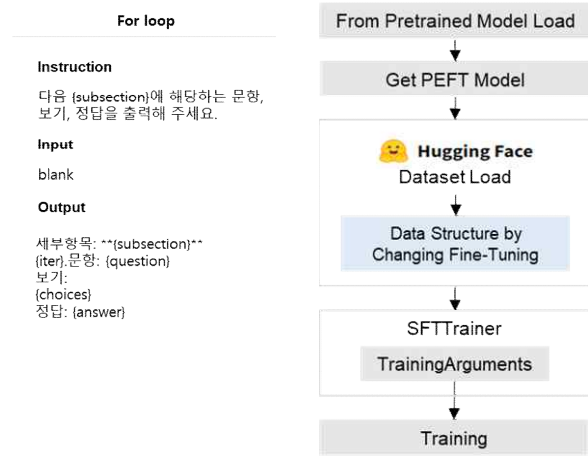 For loop
Instruction
다음 {subsection}에 해당하는 문항,
보기, 정답을 출력해 주세요.
Input
blank
Output
세부항목: **{subsection}**
{iter}.문항: {question}
보기:
{choices}
정답: {answer}
From Pretrained Model Load
Get PEFT Model
Hugging Face
Dataset Load
Data Structure by
Changing Fine-Tuning
SFTTrainer
TrainingArguments
Training